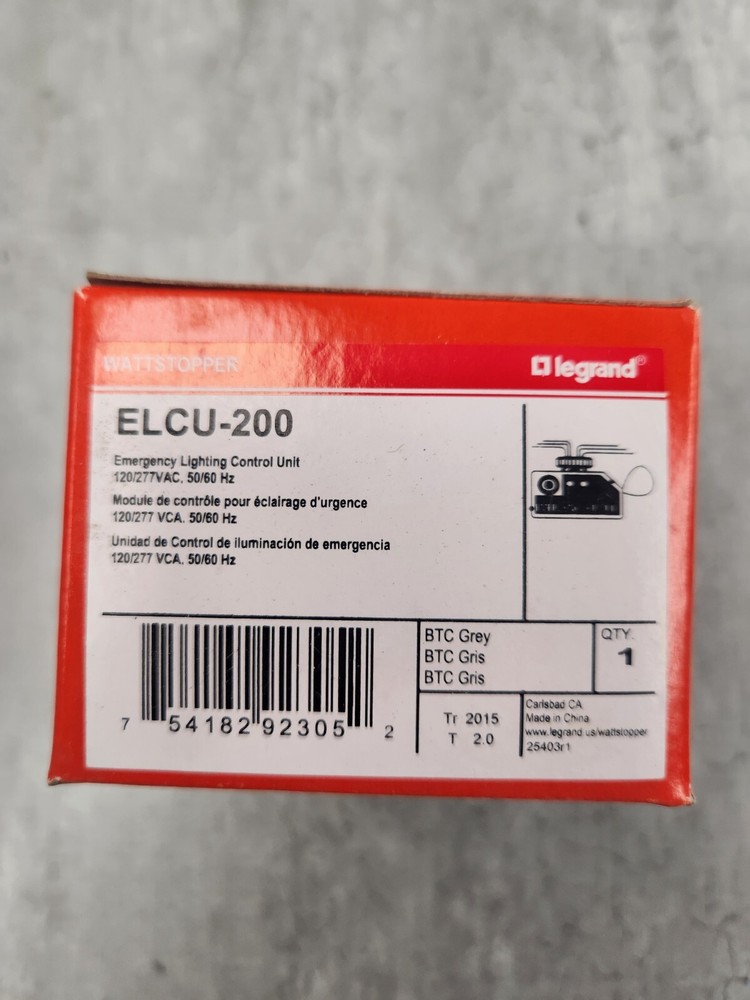 WATTSTOPPER
legrand®
ELCU-200
Emergency Lighting Control Unit
120/277VAC, 50/60 Hz
Module de contrôle pour éclairage d'urgence
120/277 VCA, 50/60 Hz
Unidad de Control de iluminación de emergencia
120/277 VCA, 50/60 Hz
7 54182 92305 2
BTC Grey
BTC Gris
BTC Gris
QTY.
1
Tr 2015
T 2.0
Carlsbad CA
Made in China
www.legrand.us/wattstopper
25403r1